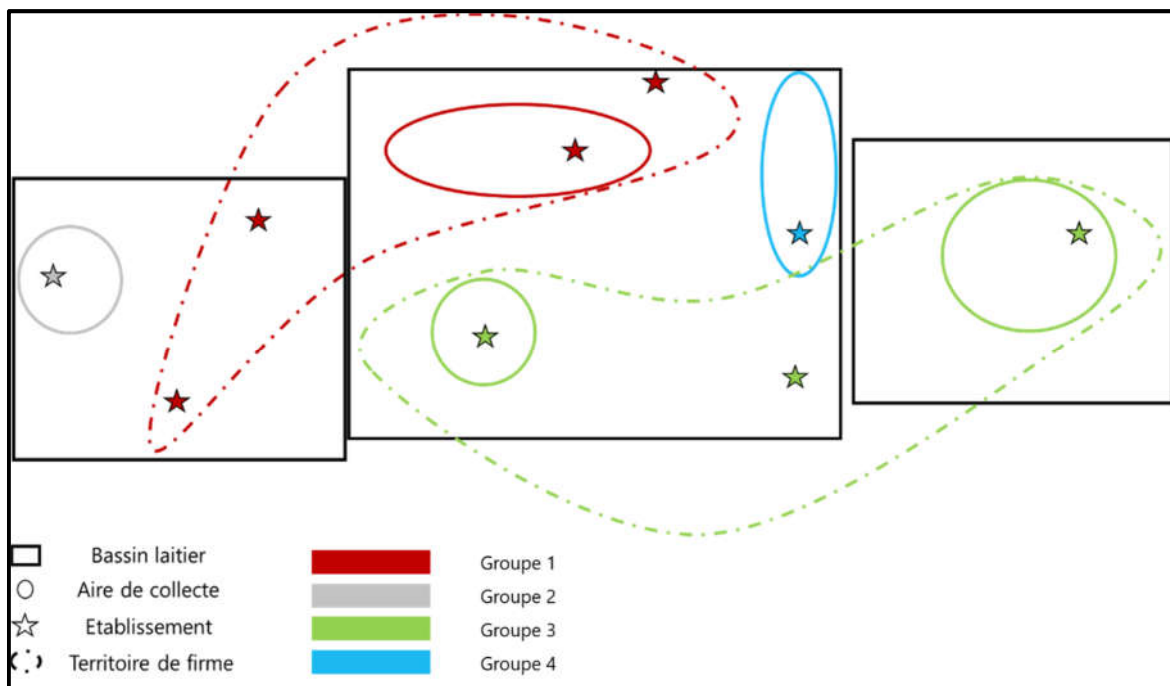 Bassin laitier
Aire de collecte
Etablissement
Territoire de firme
Groupe 1
Groupe 2
Groupe 3
Groupe 4